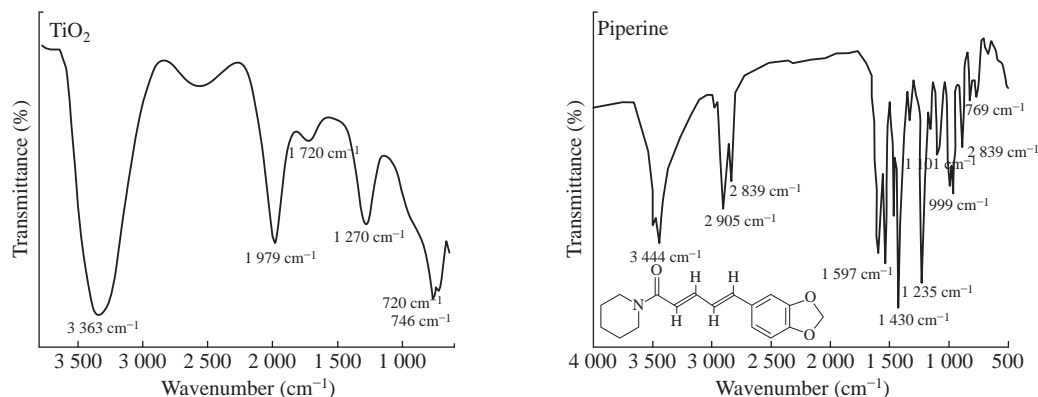 TiO2
Transmittance (%)
1 720 cm−1
1 270 cm−1
1 979 cm−1
720 cm−1
746 cm−1
3 363 cm−1
3 500 3 000 2 000 1 500 1 000
Wavenumber (cm−1)
Piperine
Transmittance (%)
769 cm−1
1 101 cm−1
2 839 cm−1
2 839 cm−1
999 cm−1
2 905 cm−1
3 444 cm−1
1 597 cm−1
1 235 cm−1
1 430 cm−1
O
H H
N
H H
O
O
4 000 3 500 3 000 2 500 2 000 1 500 1 000 500
Wavenumber (cm−1)